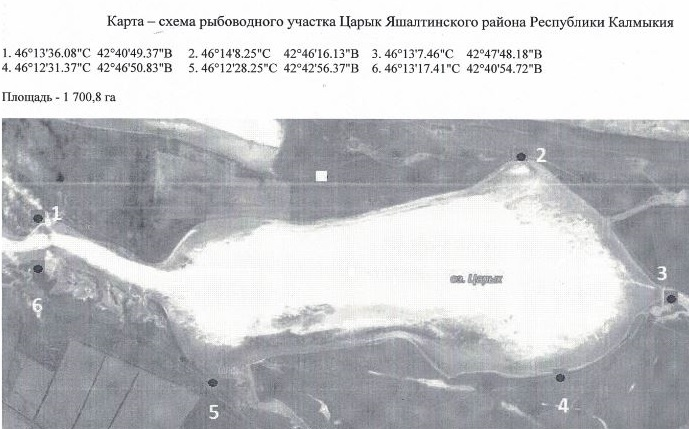 Карта – схема рыбоводного участка Царык Яшалтинского района Республики Калмыкия
1. 46°13'36.08"С 42°40'49.37"В 2. 46°14'8.25"С 42°46'16.13"В 3. 46°13'7.46"С 42°47'48.18"В
4. 46°12'31.37"С 42°46'50.83"В 5. 46°12'28.25"С 42°42'56.37"В 6. 46°13'17.41"С 42°40'54.72"В
Площадь - 1 700,8 га
2
1
3
оз. Царык
6
4
5